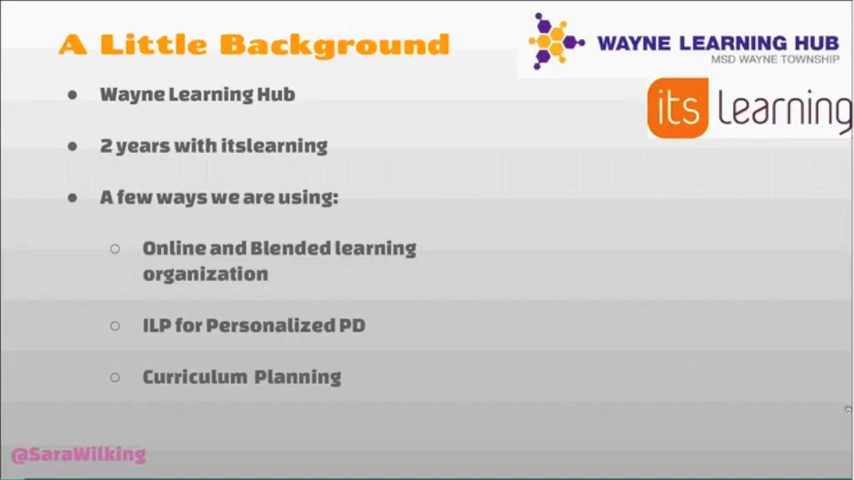 A Little Background
WAYNE LEARNING HUB
MSD WAYNE TOWNSHIP
its learning
● Wayne Learning Hub
● 2 years with itslearning
● A few ways we are using:
○ Online and Blended learning
organization
○ ILP for Personalized PD
○ Curriculum Planning
@SaraWilking